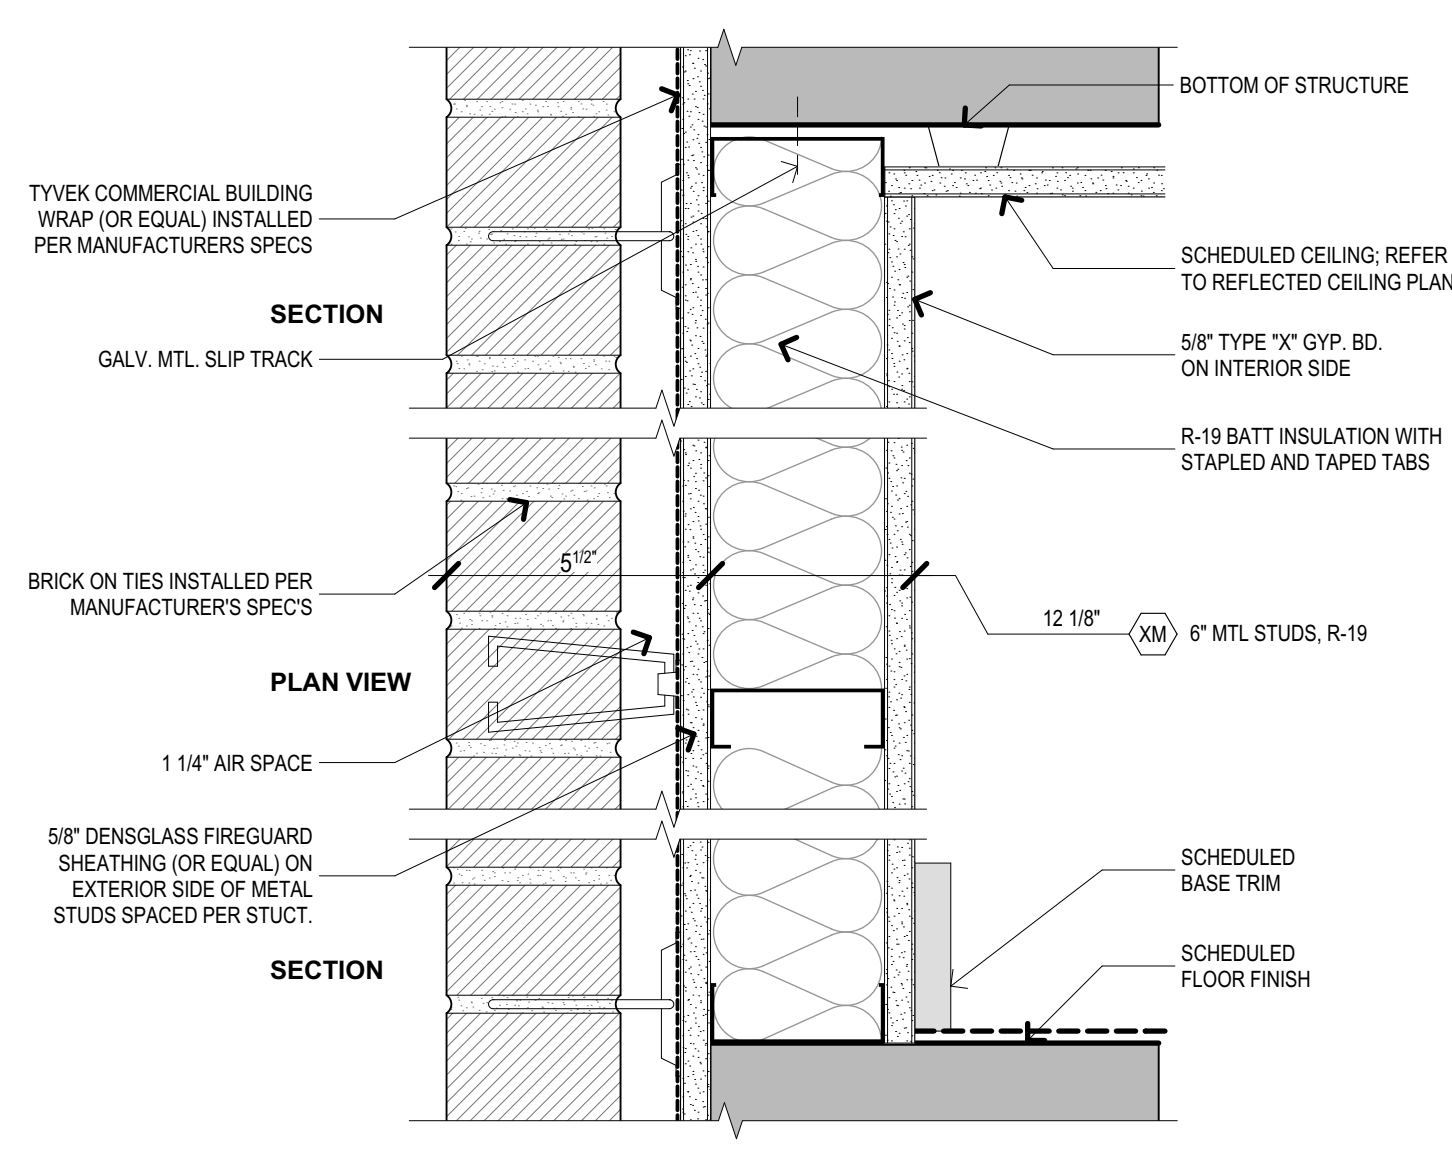 BOTTOM OF STRUCTURE
TYVEK COMMERCIAL BUILDING
WRAP (OR EQUAL) INSTALLED
PER MANUFACTURERS SPECS
SECTION
GALV. MTL. SLIP TRACK
SCHEDULED CEILING; REFER
TO REFLECTED CEILING PLAN
5/8" TYPE "X" GYP. BD.
ON INTERIOR SIDE
R-19 BATT INSULATION WITH
STAPLED AND TAPED TABS
5 1/2"
BRICK ON TIES INSTALLED PER
MANUFACTURER'S SPEC'S
12 1/8"
XM
6" MTL STUDS, R-19
PLAN VIEW
1 1/4" AIR SPACE
5/8" DENSGLASS FIREGUARD
SHEATHING (OR EQUAL) ON
EXTERIOR SIDE OF METAL
STUDS SPACED PER STUCT.
SECTION
SCHEDULED
BASE TRIM
SCHEDULED
FLOOR FINISH